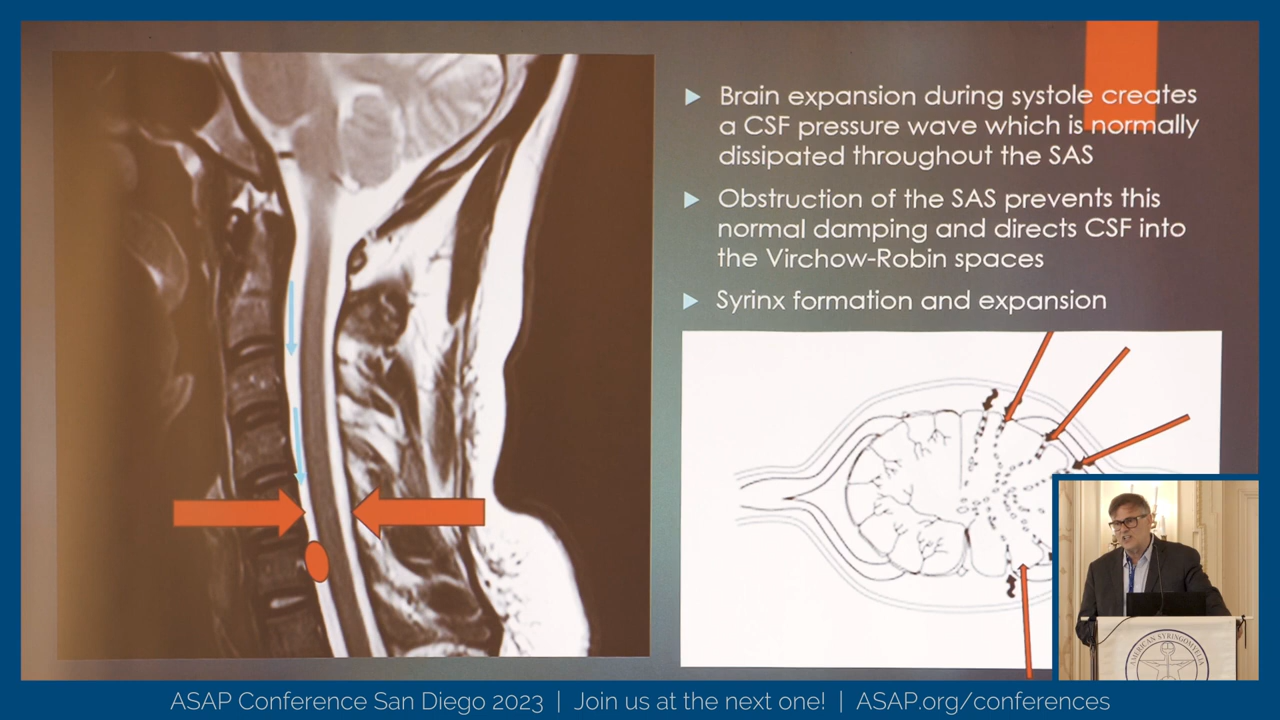 Brain expansion during systole creates
a CSF pressure wave which is normally
dissipated throughout the SAS
Obstruction of the SAS prevents this
normal damping and directs CSF into
the Virchow-Robin spaces
Syrinx formation and expansion
AMERICAN SYRINGOMYELIA
ASAP Conference San Diego 2023 | Join us at the next one! | ASAP.org/conferences